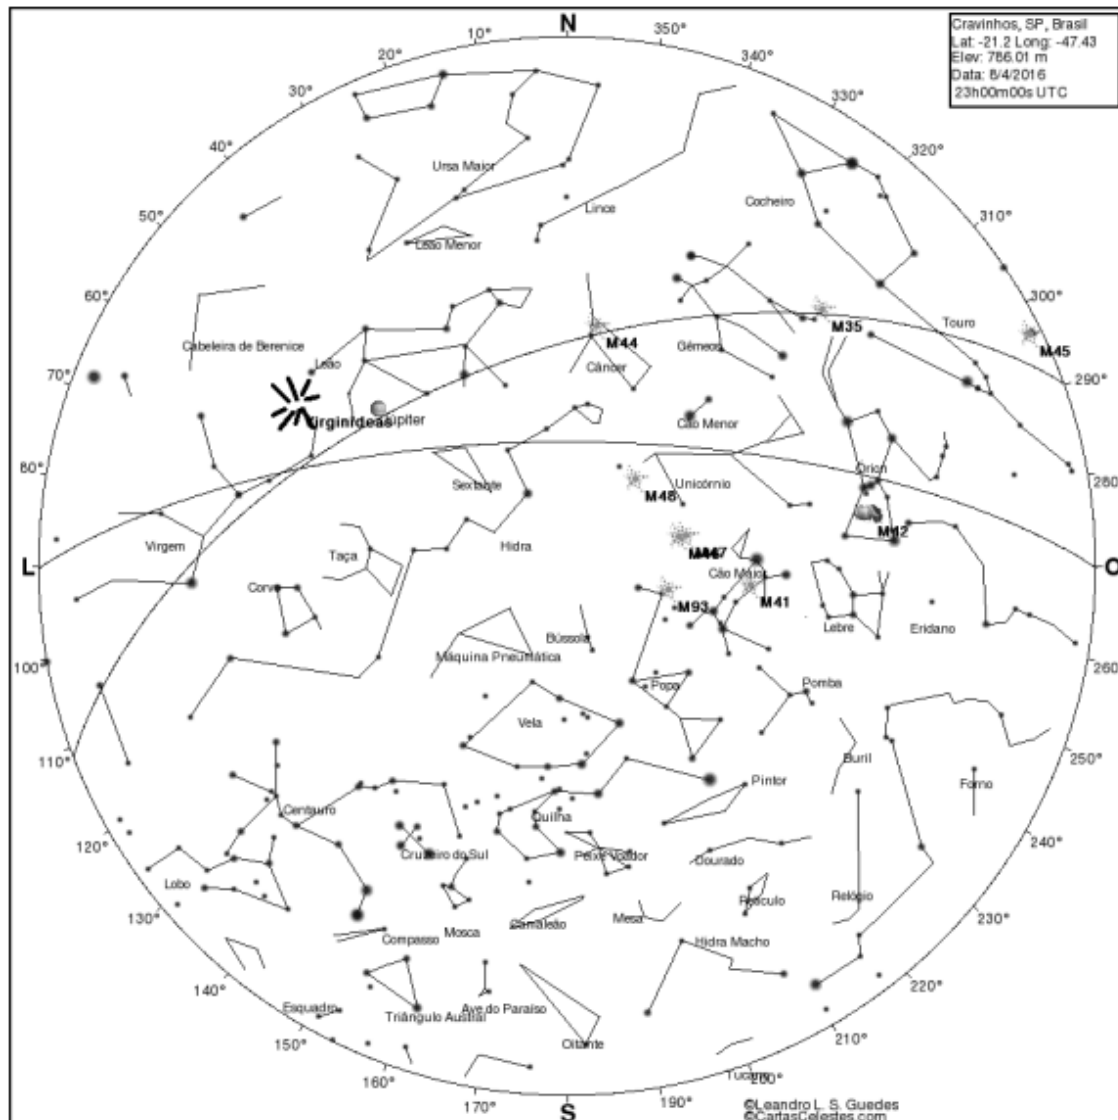 N
Cravinhos, SP, Brasil
Lat: -21.2 Long: -47.43
Elev: 786.01 m
Data: 8/4/2016
23h00m00s UTC
10°
350°
20°
340°
30°
330°
40°
320°
50°
310°
60°
300°
70°
290°
80°
280°
L
O
100°
260°
110°
250°
120°
240°
130°
230°
140°
220°
150°
210°
160°
200°
170°
190°
S
Ursa Maior
Lince
Cocheiro
Leão Menor
Cabeleira de Berenice
Leão
M44
Câncer
Gêmeos
M35
Touro
M45
Virginídeas
Júpiter
Cão Menor
Sextante
M48
Unicórnio
Orion
M42
Virgem
Taça
Hidra
Cão Maior
M41
Corvo
M93
Lebre
Eridano
Máquina Pneumática
Bússola
Popa
Pomba
Vela
Buril
Forno
Pintor
Centauro
Quilha
Cruzeiro do Sul
Peixe Voador
Dourado
Lobo
Retículo
Relógio
Camaleão
Mesa
Compasso
Mosca
Hidra Macho
Esquadro
Triângulo Austral
Ave do Paraíso
Oitante
Tucano
©Leandro L. S. Guedes
©CartasCelestes.com